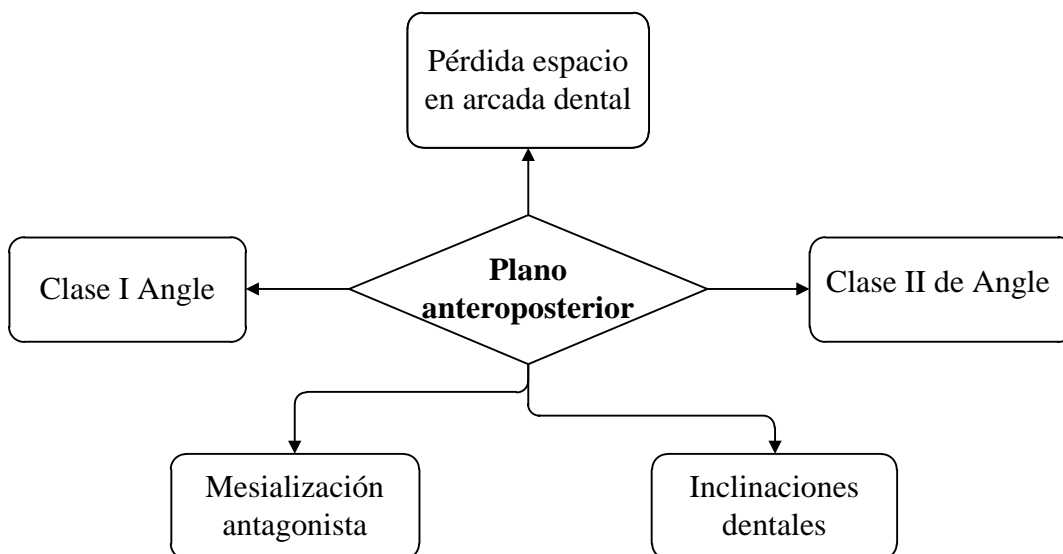 Pérdida espacio
en arcada dental
Clase I Angle
Plano
anteroposterior
Clase II de Angle
Mesialización
antagonista
Inclinaciones
dentales